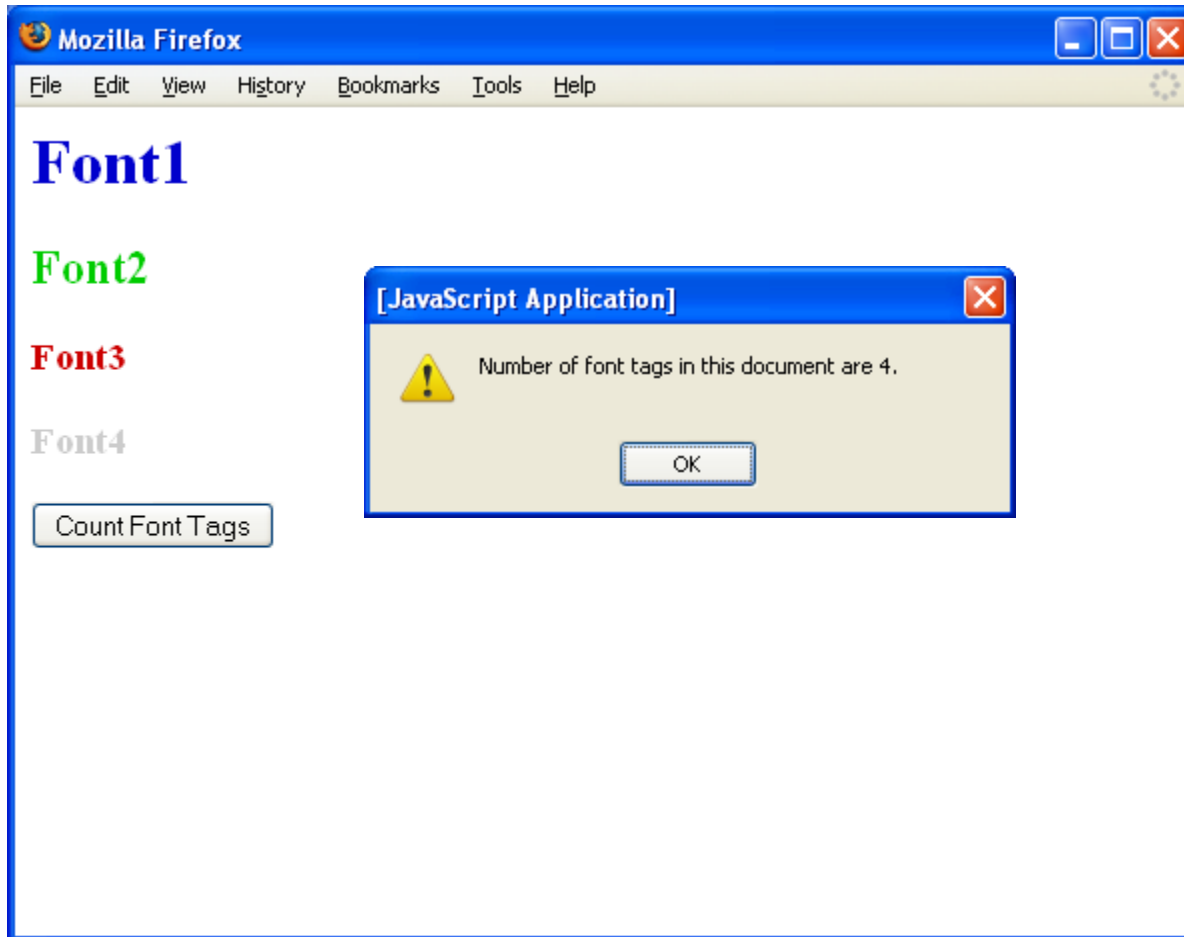 Mozilla Firefox
File Edit View History Bookmarks Tools Help
Font1
Font2
Font3
Font4
Count Font Tags
[JavaScript Application]
Number of font tags in this document are 4.
OK